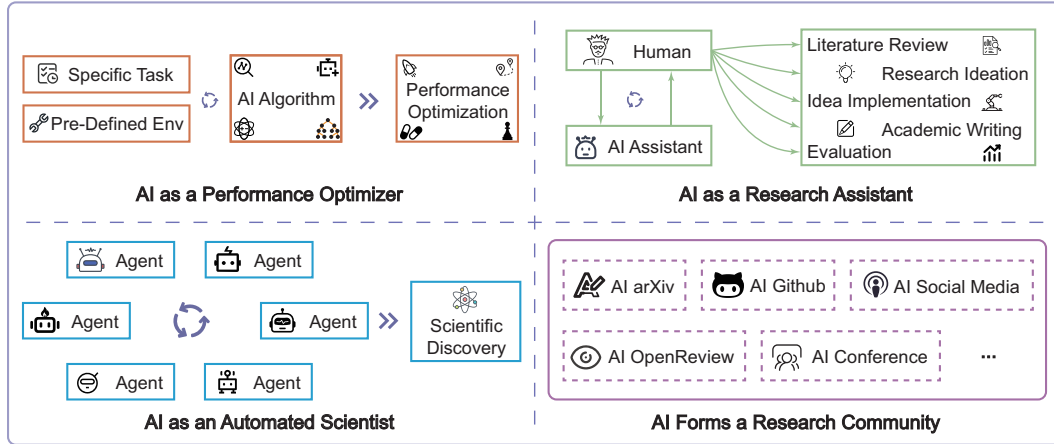 Specific Task
Pre-Defined Env
AI Algorithm
Performance
Optimization
AI as a Performance Optimizer
Human
AI Assistant
Literature Review
Research Ideation
Idea Implementation
Academic Writing
Evaluation
AI as a Research Assistant
Agent
Agent
Agent
Agent
Agent
Agent
Scientific
Discovery
AI as an Automated Scientist
AI arXiv
AI Github
AI Social Media
AI OpenReview
AI Conference
...
AI Forms a Research Community